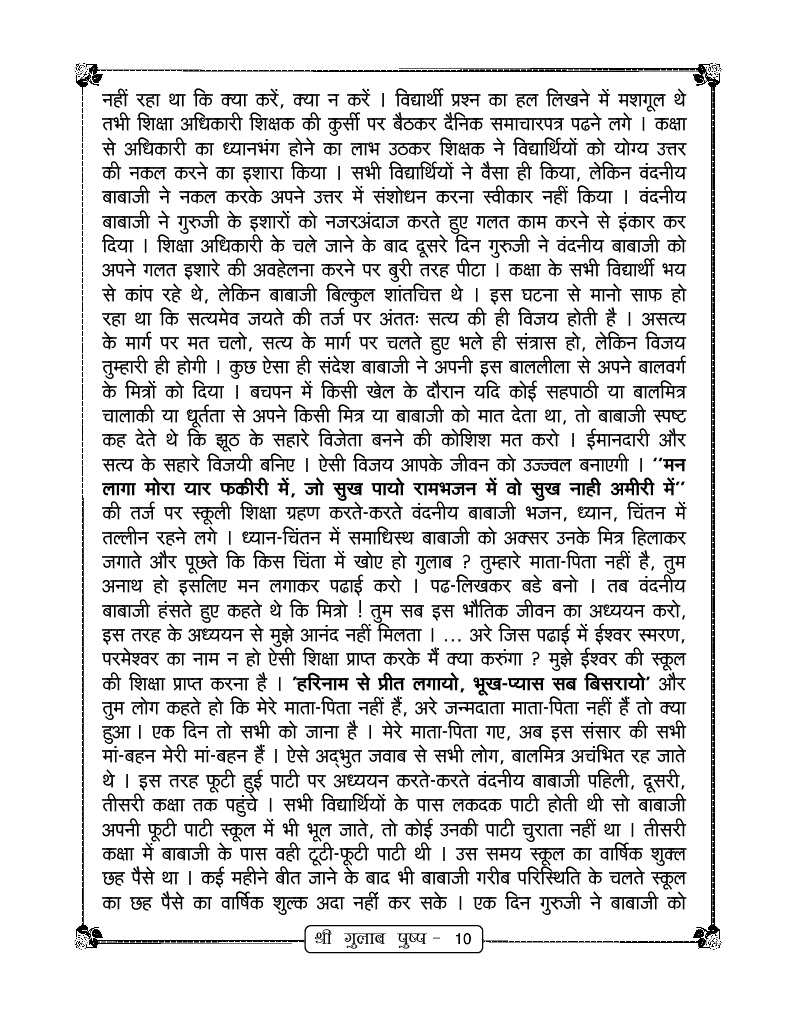 नहीं रहा था कि क्या करें, क्या न करें । विद्यार्थी प्रश्न का हल लिखने में मशगूल थे
तभी शिक्षा अधिकारी शिक्षक की कुर्सी पर बैठकर दैनिक समाचारपत्र पढने लगे । कक्षा
से अधिकारी का ध्यानभंग होने का लाभ उठकर शिक्षक ने विद्यार्थियों को योग्य उत्तर
की नकल करने का इशारा किया । सभी विद्यार्थियों ने वैसा ही किया, लेकिन वंदनीय
बाबाजी ने नकल करके अपने उत्तर में संशोधन करना स्वीकार नहीं किया । वंदनीय
बाबाजी ने गुरुजी के इशारों को नजरअंदाज करते हुए गलत काम करने से इंकार कर
दिया । शिक्षा अधिकारी के चले जाने के बाद दूसरे दिन गुरुजी ने वंदनीय बाबाजी को
अपने गलत इशारे की अवहेलना करने पर बुरी तरह पीटा । कक्षा के सभी विद्यार्थी भय
से कांप रहे थे, लेकिन बाबाजी बिल्कुल शांतचित्त थे । इस घटना से मानो साफ हो
रहा था कि सत्यमेव जयते की तर्ज पर अंततः सत्य की ही विजय होती है । असत्य
के मार्ग पर मत चलो, सत्य के मार्ग पर चलते हुए भले ही संत्रास हो, लेकिन विजय
तुम्हारी ही होगी । कुछ ऐसा ही संदेश बाबाजी ने अपनी इस बाललीला से अपने बालवर्ग
के मित्रों को दिया । बचपन में किसी खेल के दौरान यदि कोई सहपाठी या बालमित्र
चालाकी या धूर्तता से अपने किसी मित्र या बाबाजी को मात देता था, तो बाबाजी स्पष्ट
कह देते थे कि झूठ के सहारे विजेता बनने की कोशिश मत करो । ईमानदारी और
सत्य के सहारे विजयी बनिए । ऐसी विजय आपके जीवन को उज्ज्वल बनाएगी । ‘‘मन
लागा मोरा यार फकीरी में, जो सुख पायो रामभजन में वो सुख नाही अमीरी में’’
की तर्ज पर स्कूली शिक्षा ग्रहण करते-करते वंदनीय बाबाजी भजन, ध्यान, चिंतन में
तल्लीन रहने लगे । ध्यान-चिंतन में समाधिस्थ बाबाजी को अक्सर उनके मित्र हिलाकर
जगाते और पूछते कि किस चिंता में खोए हो गुलाब ? तुम्हारे माता-पिता नहीं है, तुम
अनाथ हो इसलिए मन लगाकर पढाई करो । पढ-लिखकर बडे बनो । तब वंदनीय
बाबाजी हंसते हुए कहते थे कि मित्रो ! तुम सब इस भौतिक जीवन का अध्ययन करो,
इस तरह के अध्ययन से मुझे आनंद नहीं मिलता । ... अरे जिस पढाई में ईश्वर स्मरण,
परमेश्वर का नाम न हो ऐसी शिक्षा प्राप्त करके मैं क्या करुंगा ? मुझे ईश्वर की स्कूल
की शिक्षा प्राप्त करना है । ‘हरिनाम से प्रीत लगायो, भूख-प्यास सब बिसरायो’ और
तुम लोग कहते हो कि मेरे माता-पिता नहीं हैं, अरे जन्मदाता माता-पिता नहीं हैं तो क्या
हुआ । एक दिन तो सभी को जाना है । मेरे माता-पिता गए, अब इस संसार की सभी
मां-बहन मेरी मां-बहन हैं । ऐसे अद्भुत जवाब से सभी लोग, बालमित्र अचंभित रह जाते
थे । इस तरह फूटी हुई पाटी पर अध्ययन करते-करते वंदनीय बाबाजी पहिली, दूसरी,
तीसरी कक्षा तक पहुंचे । सभी विद्यार्थियों के पास लकदक पाटी होती थी सो बाबाजी
अपनी फूटी पाटी स्कूल में भी भूल जाते, तो कोई उनकी पाटी चुराता नहीं था । तीसरी
कक्षा में बाबाजी के पास वही टूटी-फूटी पाटी थी । उस समय स्कूल का वार्षिक शुक्ल
छह पैसे था । कई महीने बीत जाने के बाद भी बाबाजी गरीब परिस्थिति के चलते स्कूल
का छह पैसे का वार्षिक शुल्क अदा नहीं कर सके । एक दिन गुरुजी ने बाबाजी को
श्री गुलाब पुष्प - 10